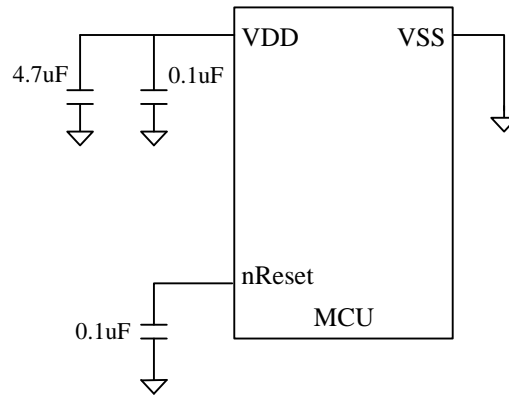 VDD
VSS
4.7uF
0.1uF
nReset
0.1uF
MCU